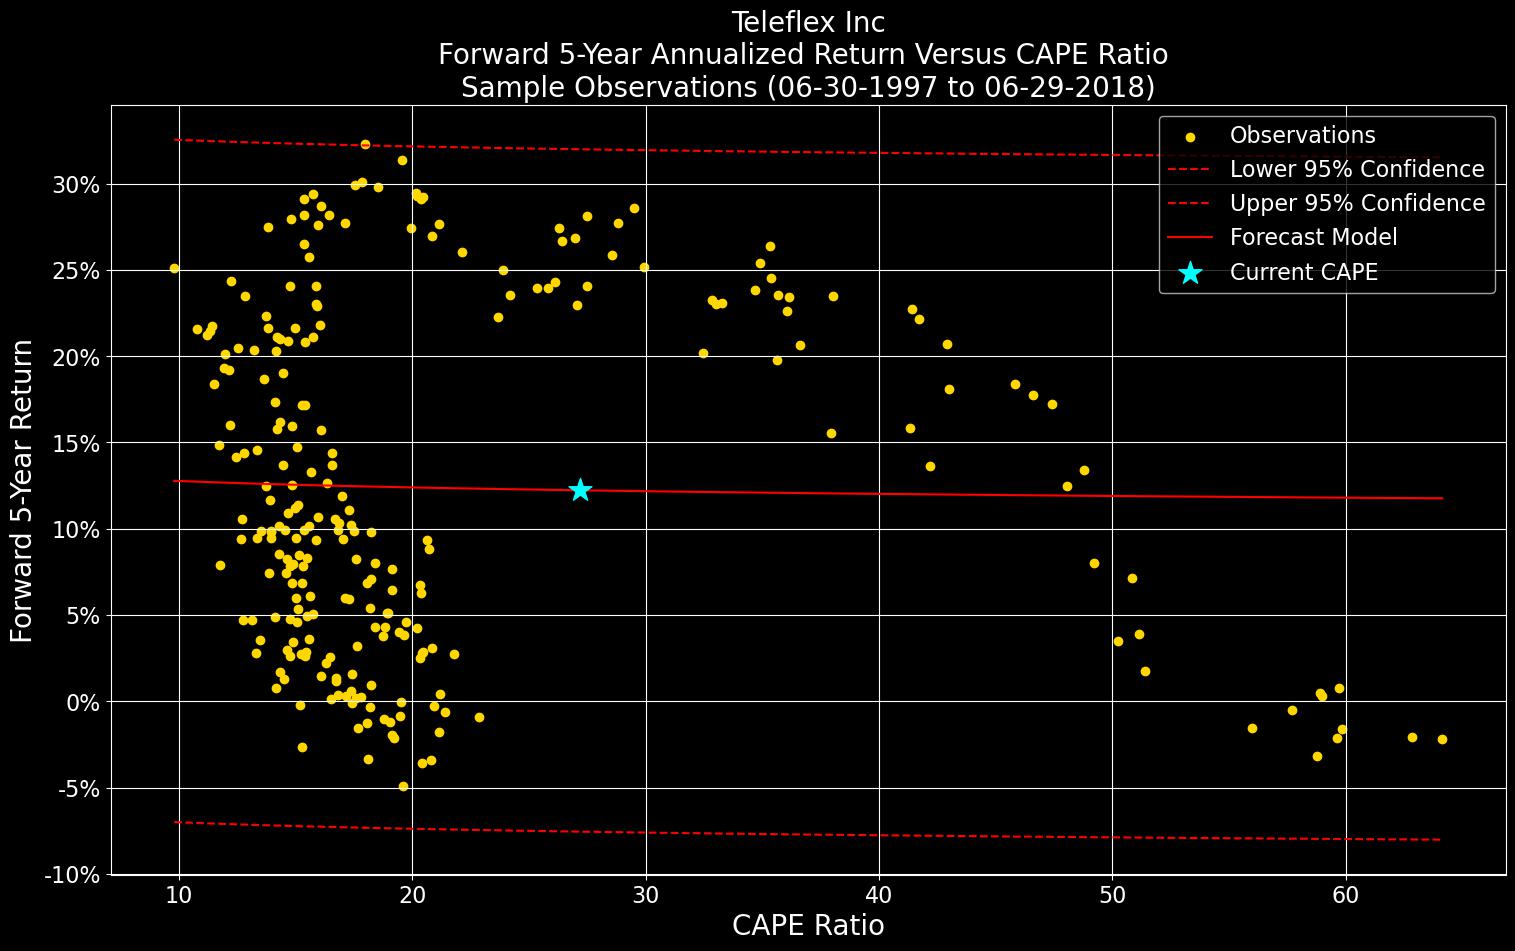 Teleflex Inc
Forward 5-Year Annualized Return Versus CAPE Ratio
Sample Observations (06-30-1997 to 06-29-2018)
Observations
Lower 95% Confidence
Upper 95% Confidence
Forecast Model
Current CAPE
Forward 5-Year Return
30%
25%
20%
15%
10%
5%
0%
-5%
-10%
10 20 30 40 50 60
CAPE Ratio